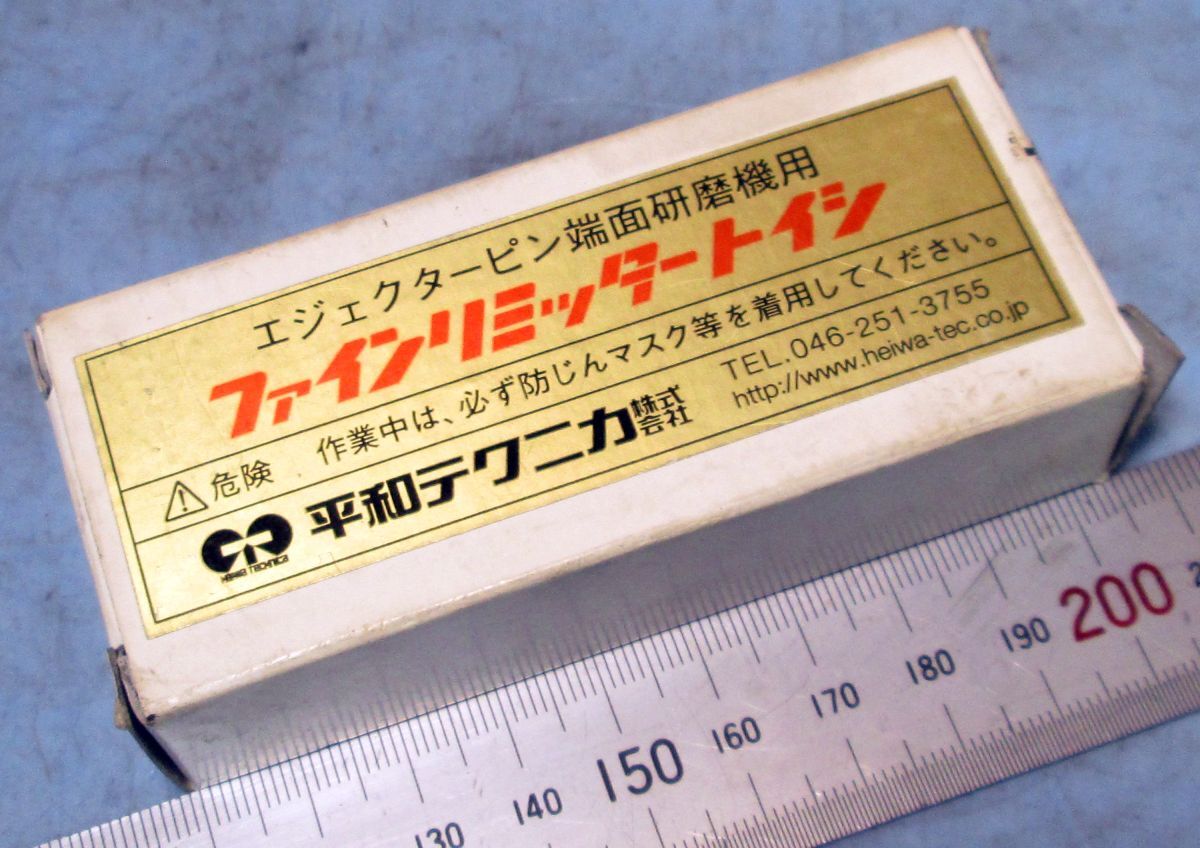 エジェクターピン端面研磨機用
ファインリミッタートイシ
危険 作業中は、必ず防じんマスク等を着用してください。
HEIWA TECHNICA
平和テクニカ株式会社
TEL.046-251-3755
http://www.heiwa-tec.co.jp
130 140 150 160 170 180 190 200